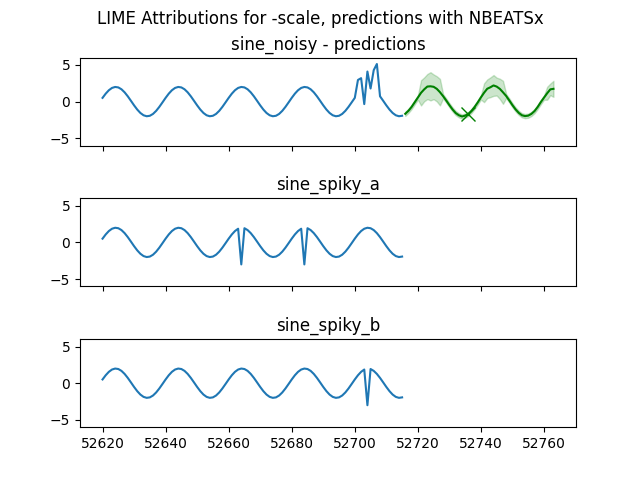 LIME Attributions for -scale, predictions with NBEATSx
sine_noisy - predictions
5
0
−5
sine_spiky_a
5
0
−5
sine_spiky_b
5
0
−5
52620 52640 52660 52680 52700 52720 52740 52760